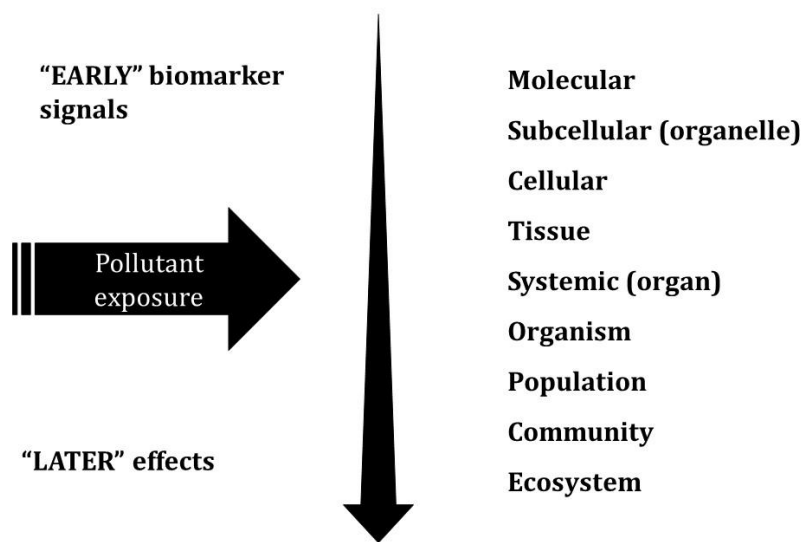 “EARLY” biomarker
signals
Pollutant
exposure
“LATER” effects
Molecular
Subcellular (organelle)
Cellular
Tissue
Systemic (organ)
Organism
Population
Community
Ecosystem